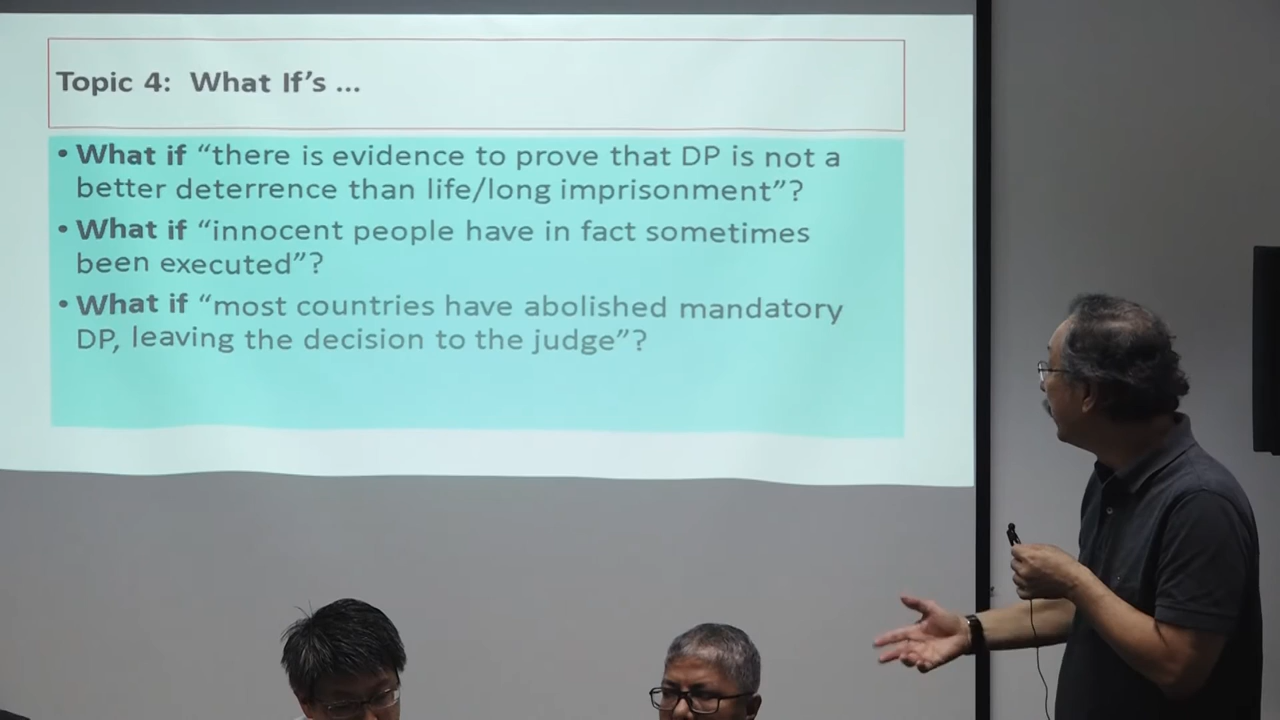 Topic 4: What If’s ...
• What if “there is evidence to prove that DP is not a
better deterrence than life/long imprisonment”?
• What if “innocent people have in fact sometimes
been executed”?
• What if “most countries have abolished mandatory
DP, leaving the decision to the judge”?